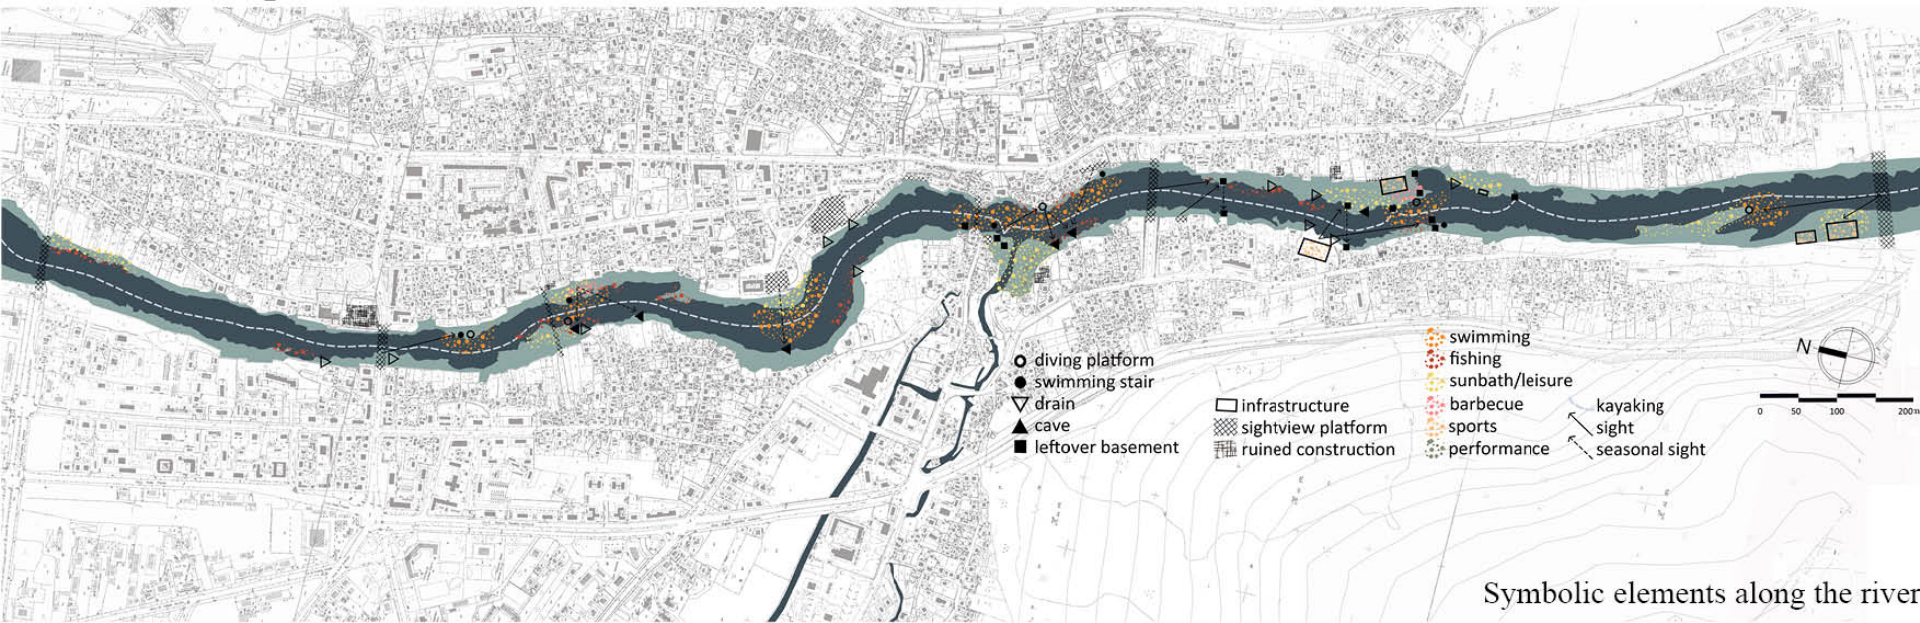 diving platform
swimming stair
drain
cave
leftover basement
infrastructure
sightview platform
ruined construction
swimming
fishing
sunbath/leisure
barbecue
sports
performance
kayaking
sight
seasonal sight
N
0 50 100 200m
Symbolic elements along the river